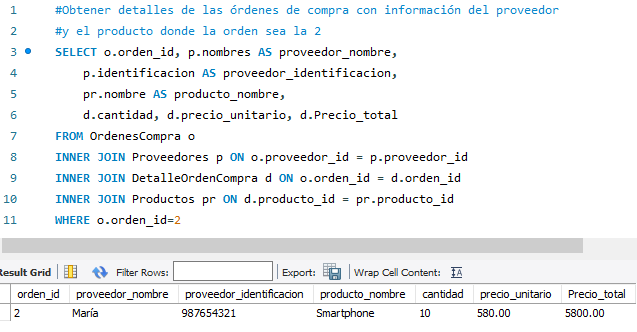 1 #Obtener detalles de las órdenes de compra con información del proveedor
2 #y el producto donde la orden sea la 2
3 SELECT o.orden_id, p.nombres AS proveedor_nombre,
4 p.identificacion AS proveedor_identificacion,
5 pr.nombre AS producto_nombre,
6 d.cantidad, d.precio_unitario, d.Precio_total
7 FROM OrdenesCompra o
8 INNER JOIN Proveedores p ON o.proveedor_id = p.proveedor_id
9 INNER JOIN DetalleOrdenCompra d ON o.orden_id = d.orden_id
10 INNER JOIN Productos pr ON d.producto_id = pr.producto_id
11 WHERE o.orden_id=2
Result Grid Filter Rows: Export: Wrap Cell Content:
orden_id proveedor_nombre proveedor_identificacion producto_nombre cantidad precio_unitario Precio_total
2 María 987654321 Smartphone 10 580.00 5800.00